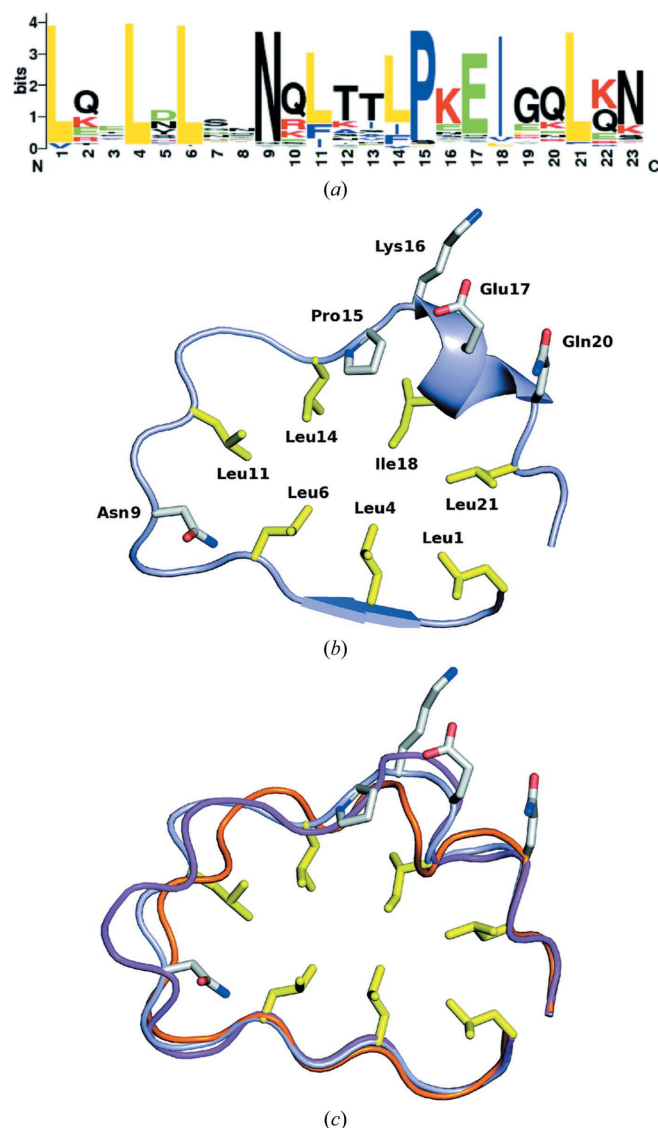 4
3
bits
2
1
0
LQLDLNQLTTLPKEIGQLKN
N 1 2 3 4 5 6 7 8 9 10 11 12 13 14 15 16 17 18 19 20 21 22 23 C
(a)
Lys16
Glu17
Pro15
Gln20
Leu14
Ile18
Leu11
Leu21
Leu6
Leu4
Asn9
Leu1
(b)
(c)